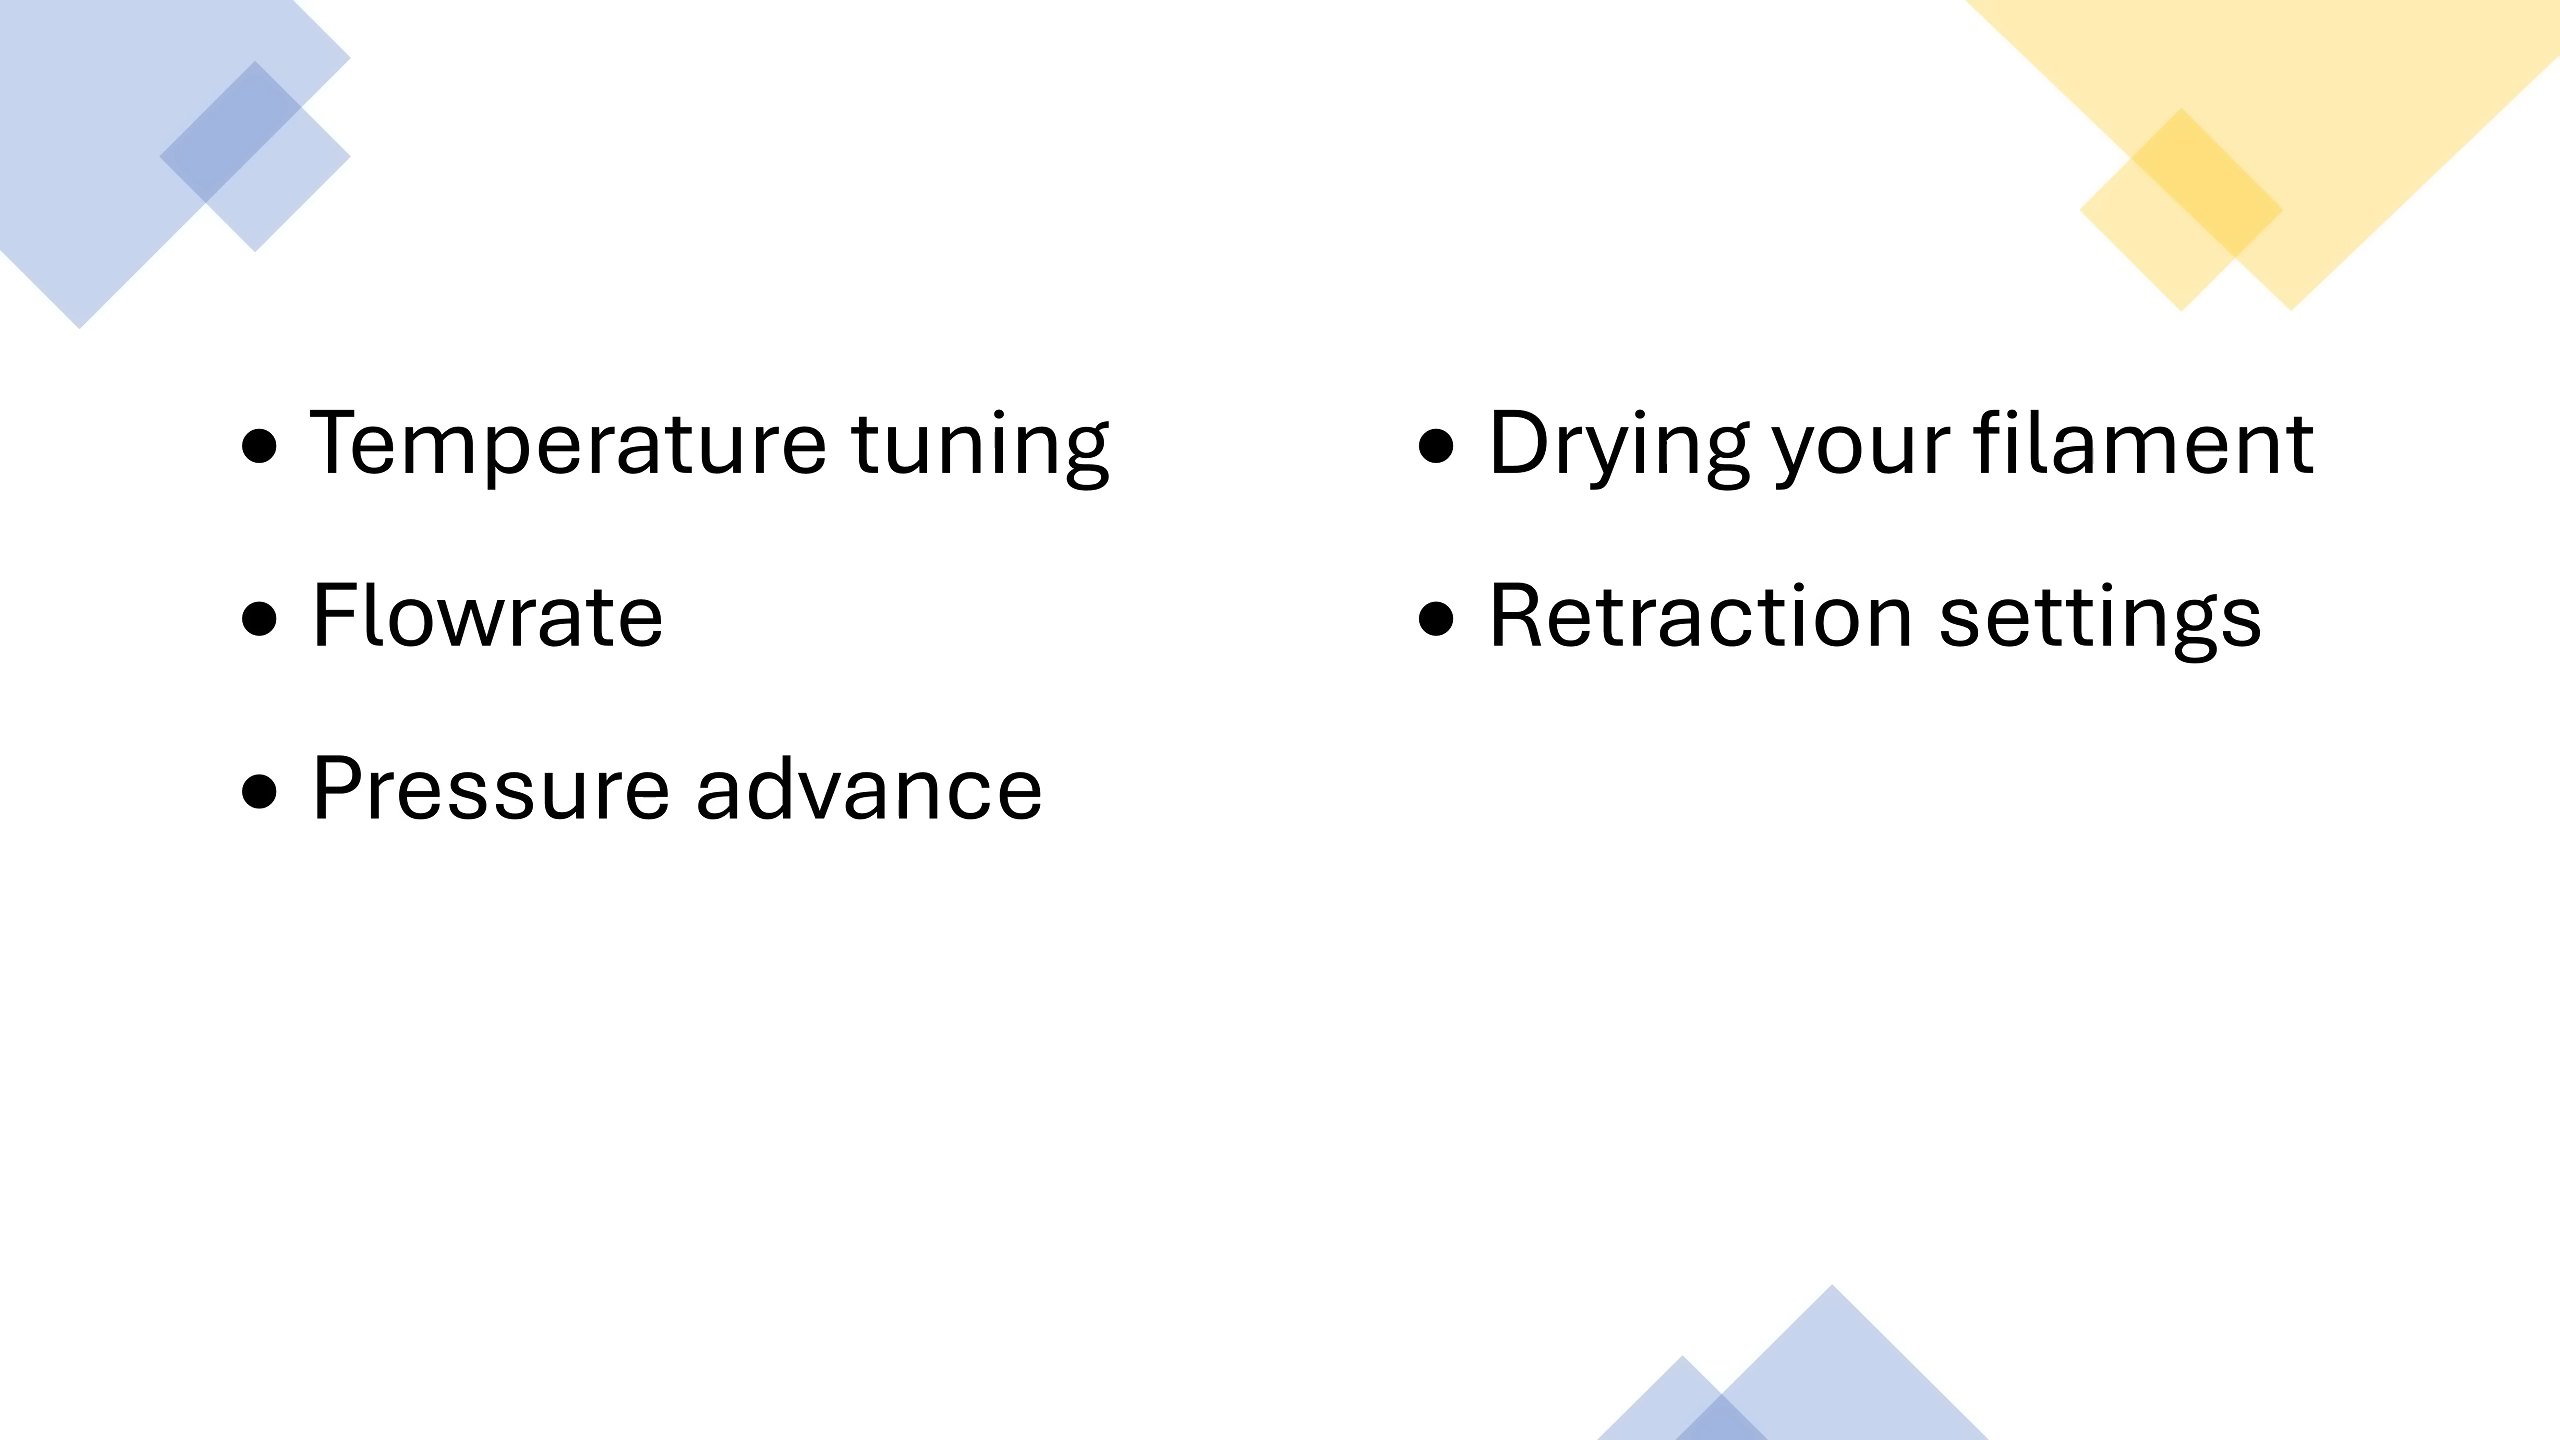 • Temperature tuning
• Flowrate
• Pressure advance
• Drying your filament
• Retraction settings